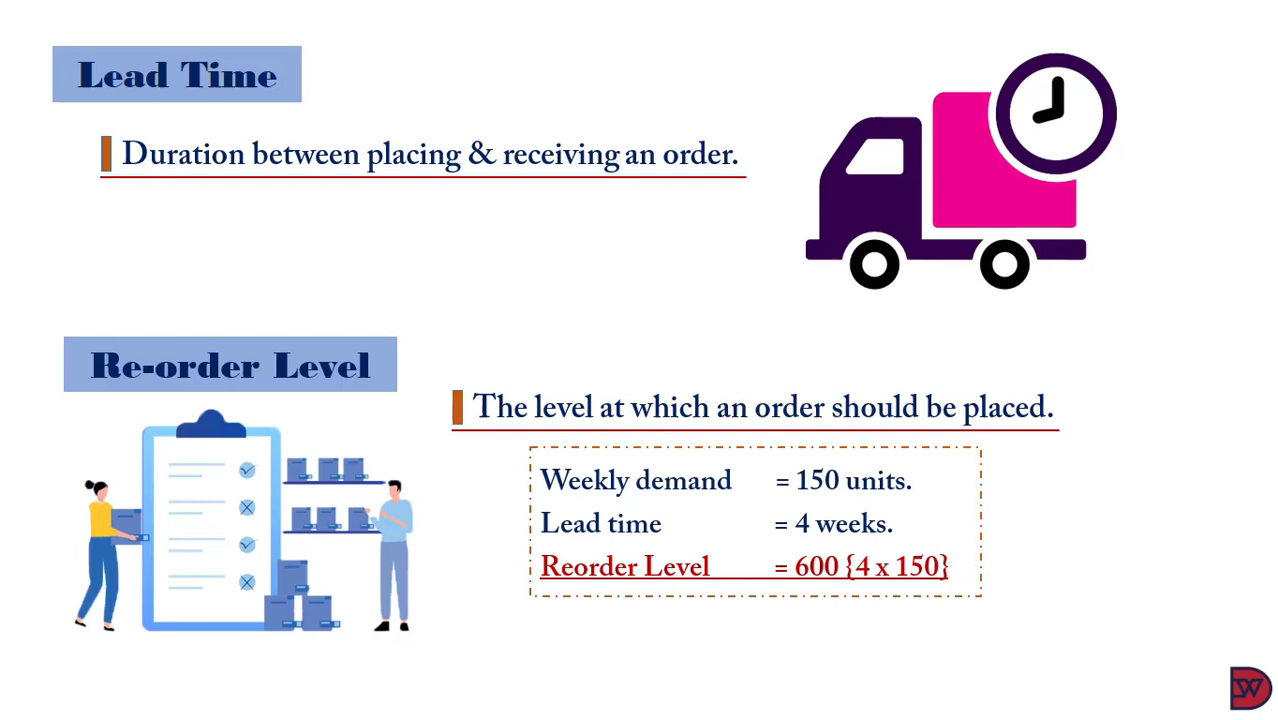 Lead Time
Duration between placing & receiving an order.
Re-order Level
The level at which an order should be placed.
Weekly demand = 150 units.
Lead time = 4 weeks.
Reorder Level = 600 {4 x 150}
DW